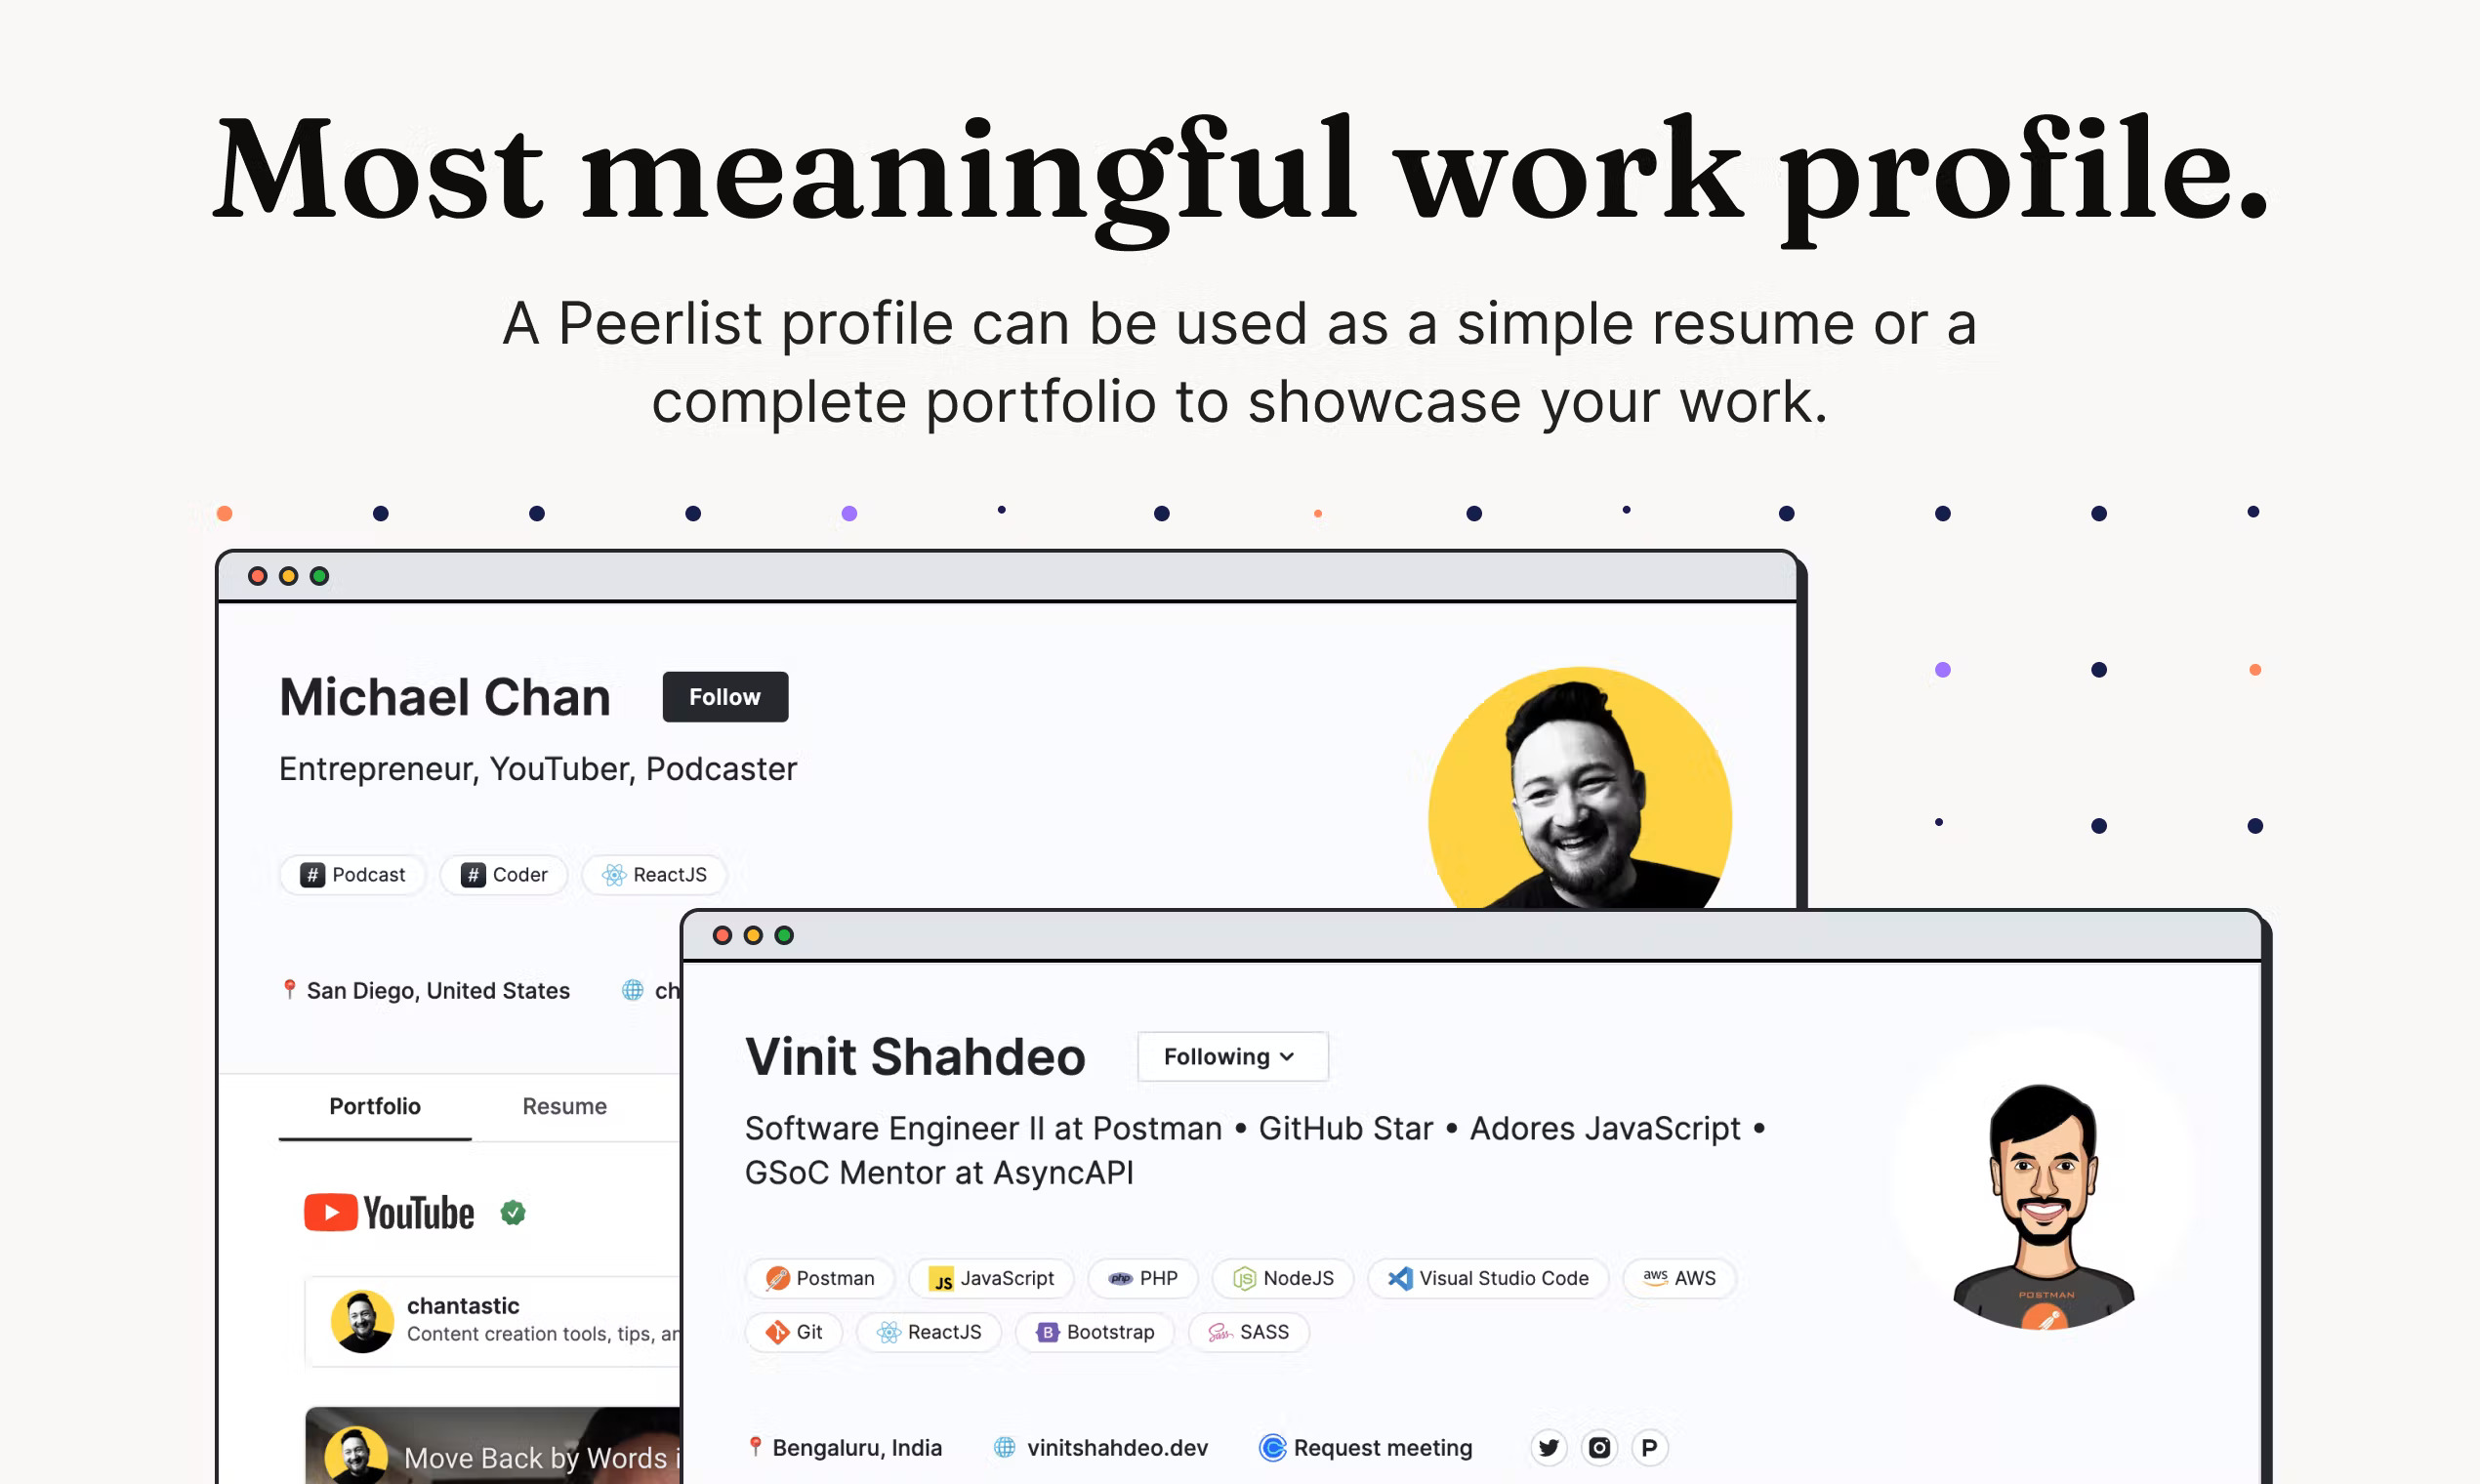 Most meaningful work profile.
A Peerlist profile can be used as a simple resume or a
complete portfolio to showcase your work.
Michael Chan
Follow
Entrepreneur, YouTuber, Podcaster
# Podcast
# Coder
ReactJS
San Diego, United States
ch
Portfolio
Resume
YouTube
chantastic
Content creation tools, tips, an
Move Back by Words i
Vinit Shahdeo
Following
Software Engineer II at Postman • GitHub Star • Adores JavaScript •
GSoC Mentor at AsyncAPI
Postman
JS JavaScript
php PHP
JS NodeJS
Visual Studio Code
aws AWS
Git
ReactJS
B Bootstrap
Sass SASS
POSTMAN
Bengaluru, India
vinitshahdeo.dev
Request meeting
P